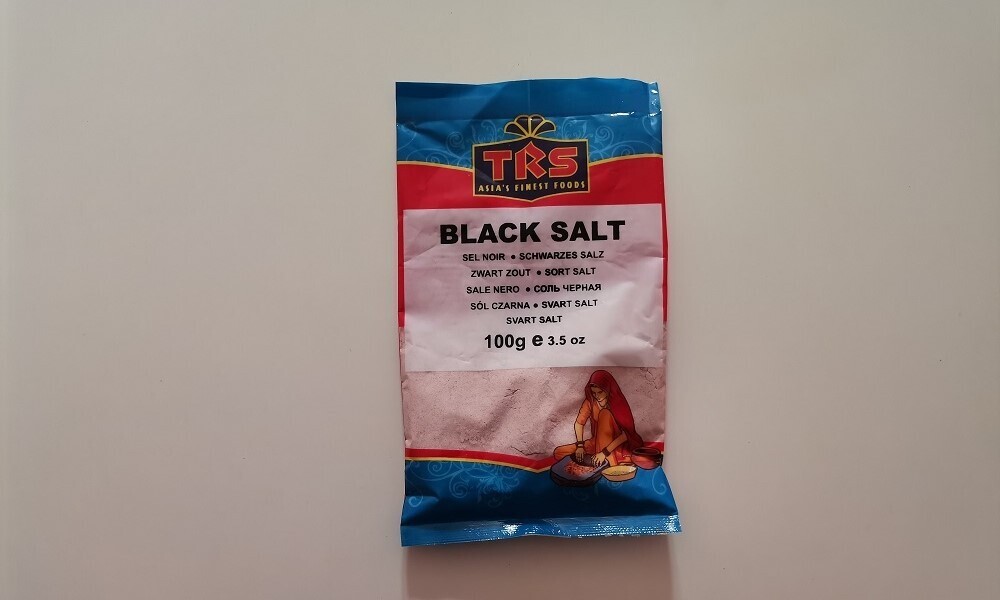 TRS
ASIA'S FINEST FOODS
BLACK SALT
SEL NOIR ● SCHWARZES SALZ
ZWART ZOUT ● SORT SALT
SALE NERO ● СОЛЬ ЧЕРНАЯ
SÓL CZARNA ● SVART SALT
SVART SALT
100g e 3.5 oz